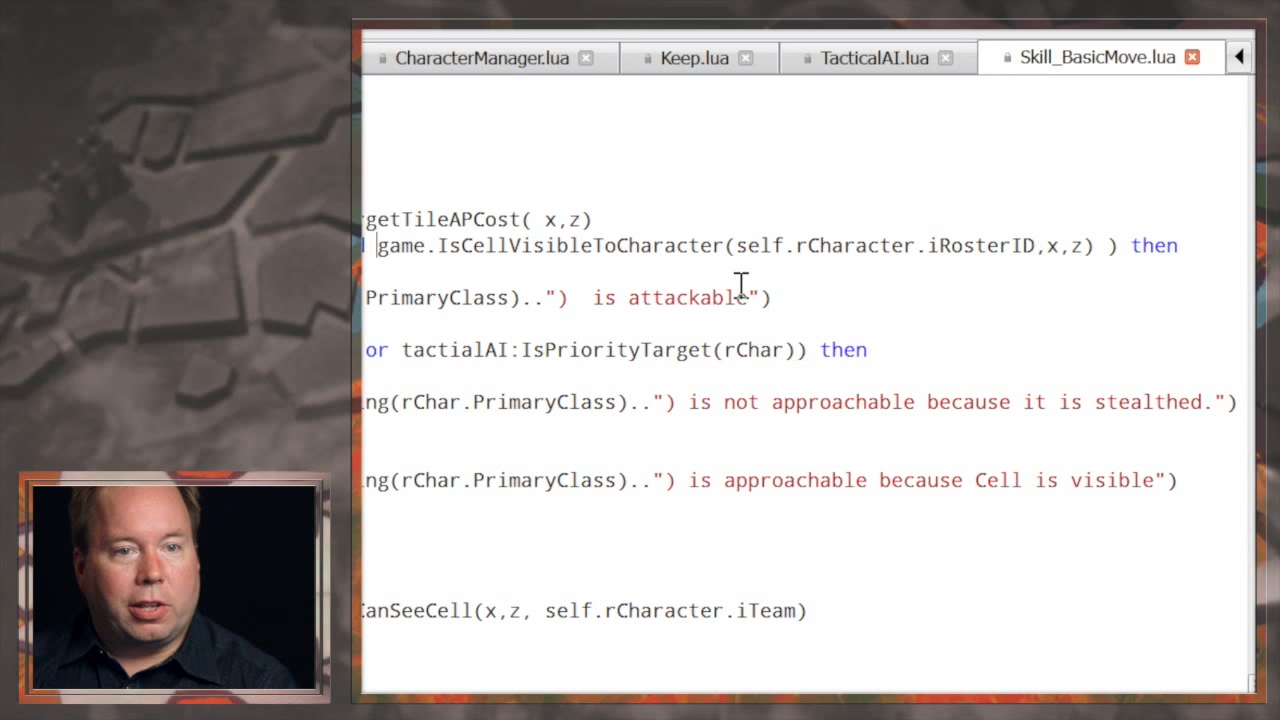 CharacterManager.lua Keep.lua TacticalAI.lua Skill_BasicMove.lua
rgetTileAPCost( x,z)
game.IsCellVisibleToCharacter(self.rCharacter.iRosterID,x,z) ) then
PrimaryClass)..")  is attackable")
or tactialAI:IsPriorityTarget(rChar)) then
ng(rChar.PrimaryClass)..") is not approachable because it is stealthed.")
ng(rChar.PrimaryClass)..") is approachable because Cell is visible")
CanSeeCell(x,z, self.rCharacter.iTeam)